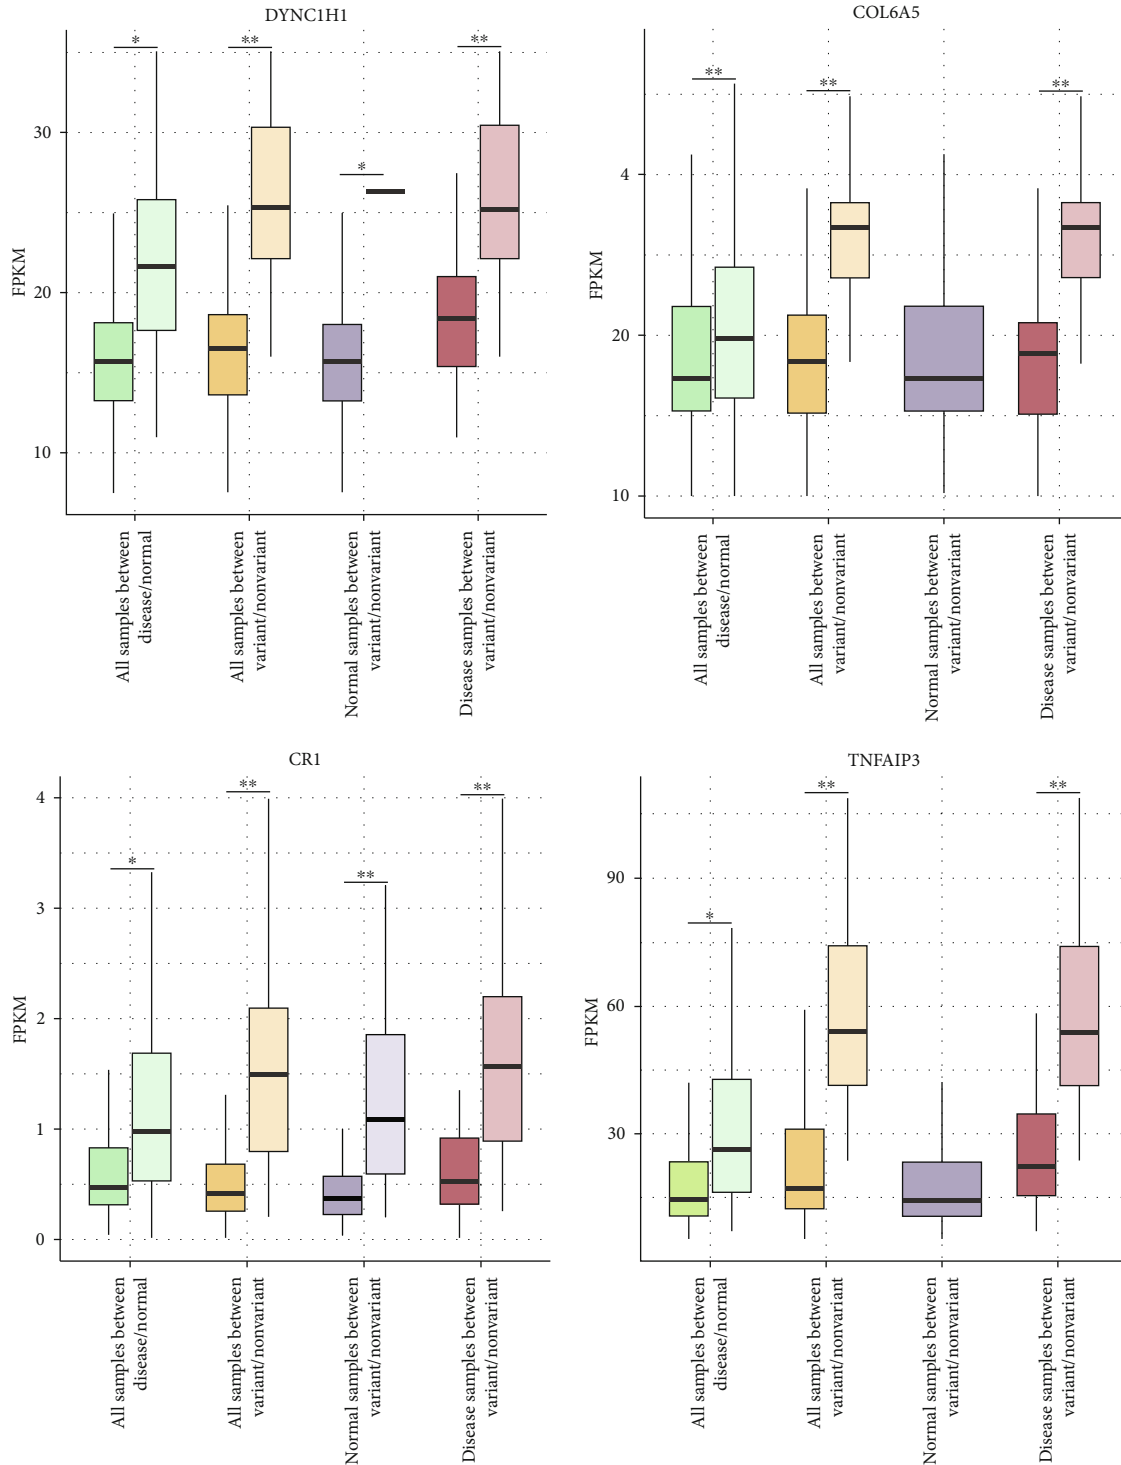 DYNC1H1
*
**
*
**
30
20
10
FPKM
All samples between
disease/normal
All samples between
variant/nonvariant
Normal samples between
variant/nonvariant
Disease samples between
variant/nonvariant
COL6A5
**
**
**
4
20
10
FPKM
All samples between
disease/normal
All samples between
variant/nonvariant
Normal samples between
variant/nonvariant
Disease samples between
variant/nonvariant
CR1
*
**
**
**
4
3
2
1
0
FPKM
All samples between
disease/normal
All samples between
variant/nonvariant
Normal samples between
variant/nonvariant
Disease samples between
variant/nonvariant
TNFAIP3
*
**
**
90
60
30
FPKM
All samples between
disease/normal
All samples between
variant/nonvariant
Normal samples between
variant/nonvariant
Disease samples between
variant/nonvariant